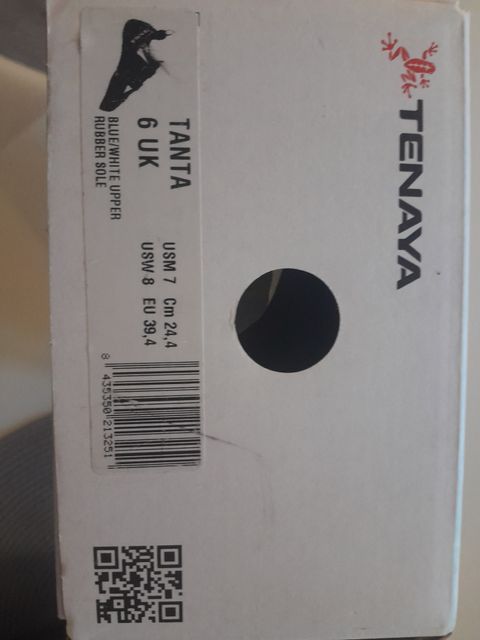 TENAYA
TANTA
6 UK
BLUE/WHITE UPPER
RUBBER SOLE
USM 7 Cm 24,4
USW 8 EU 39,4
8 435350 213251